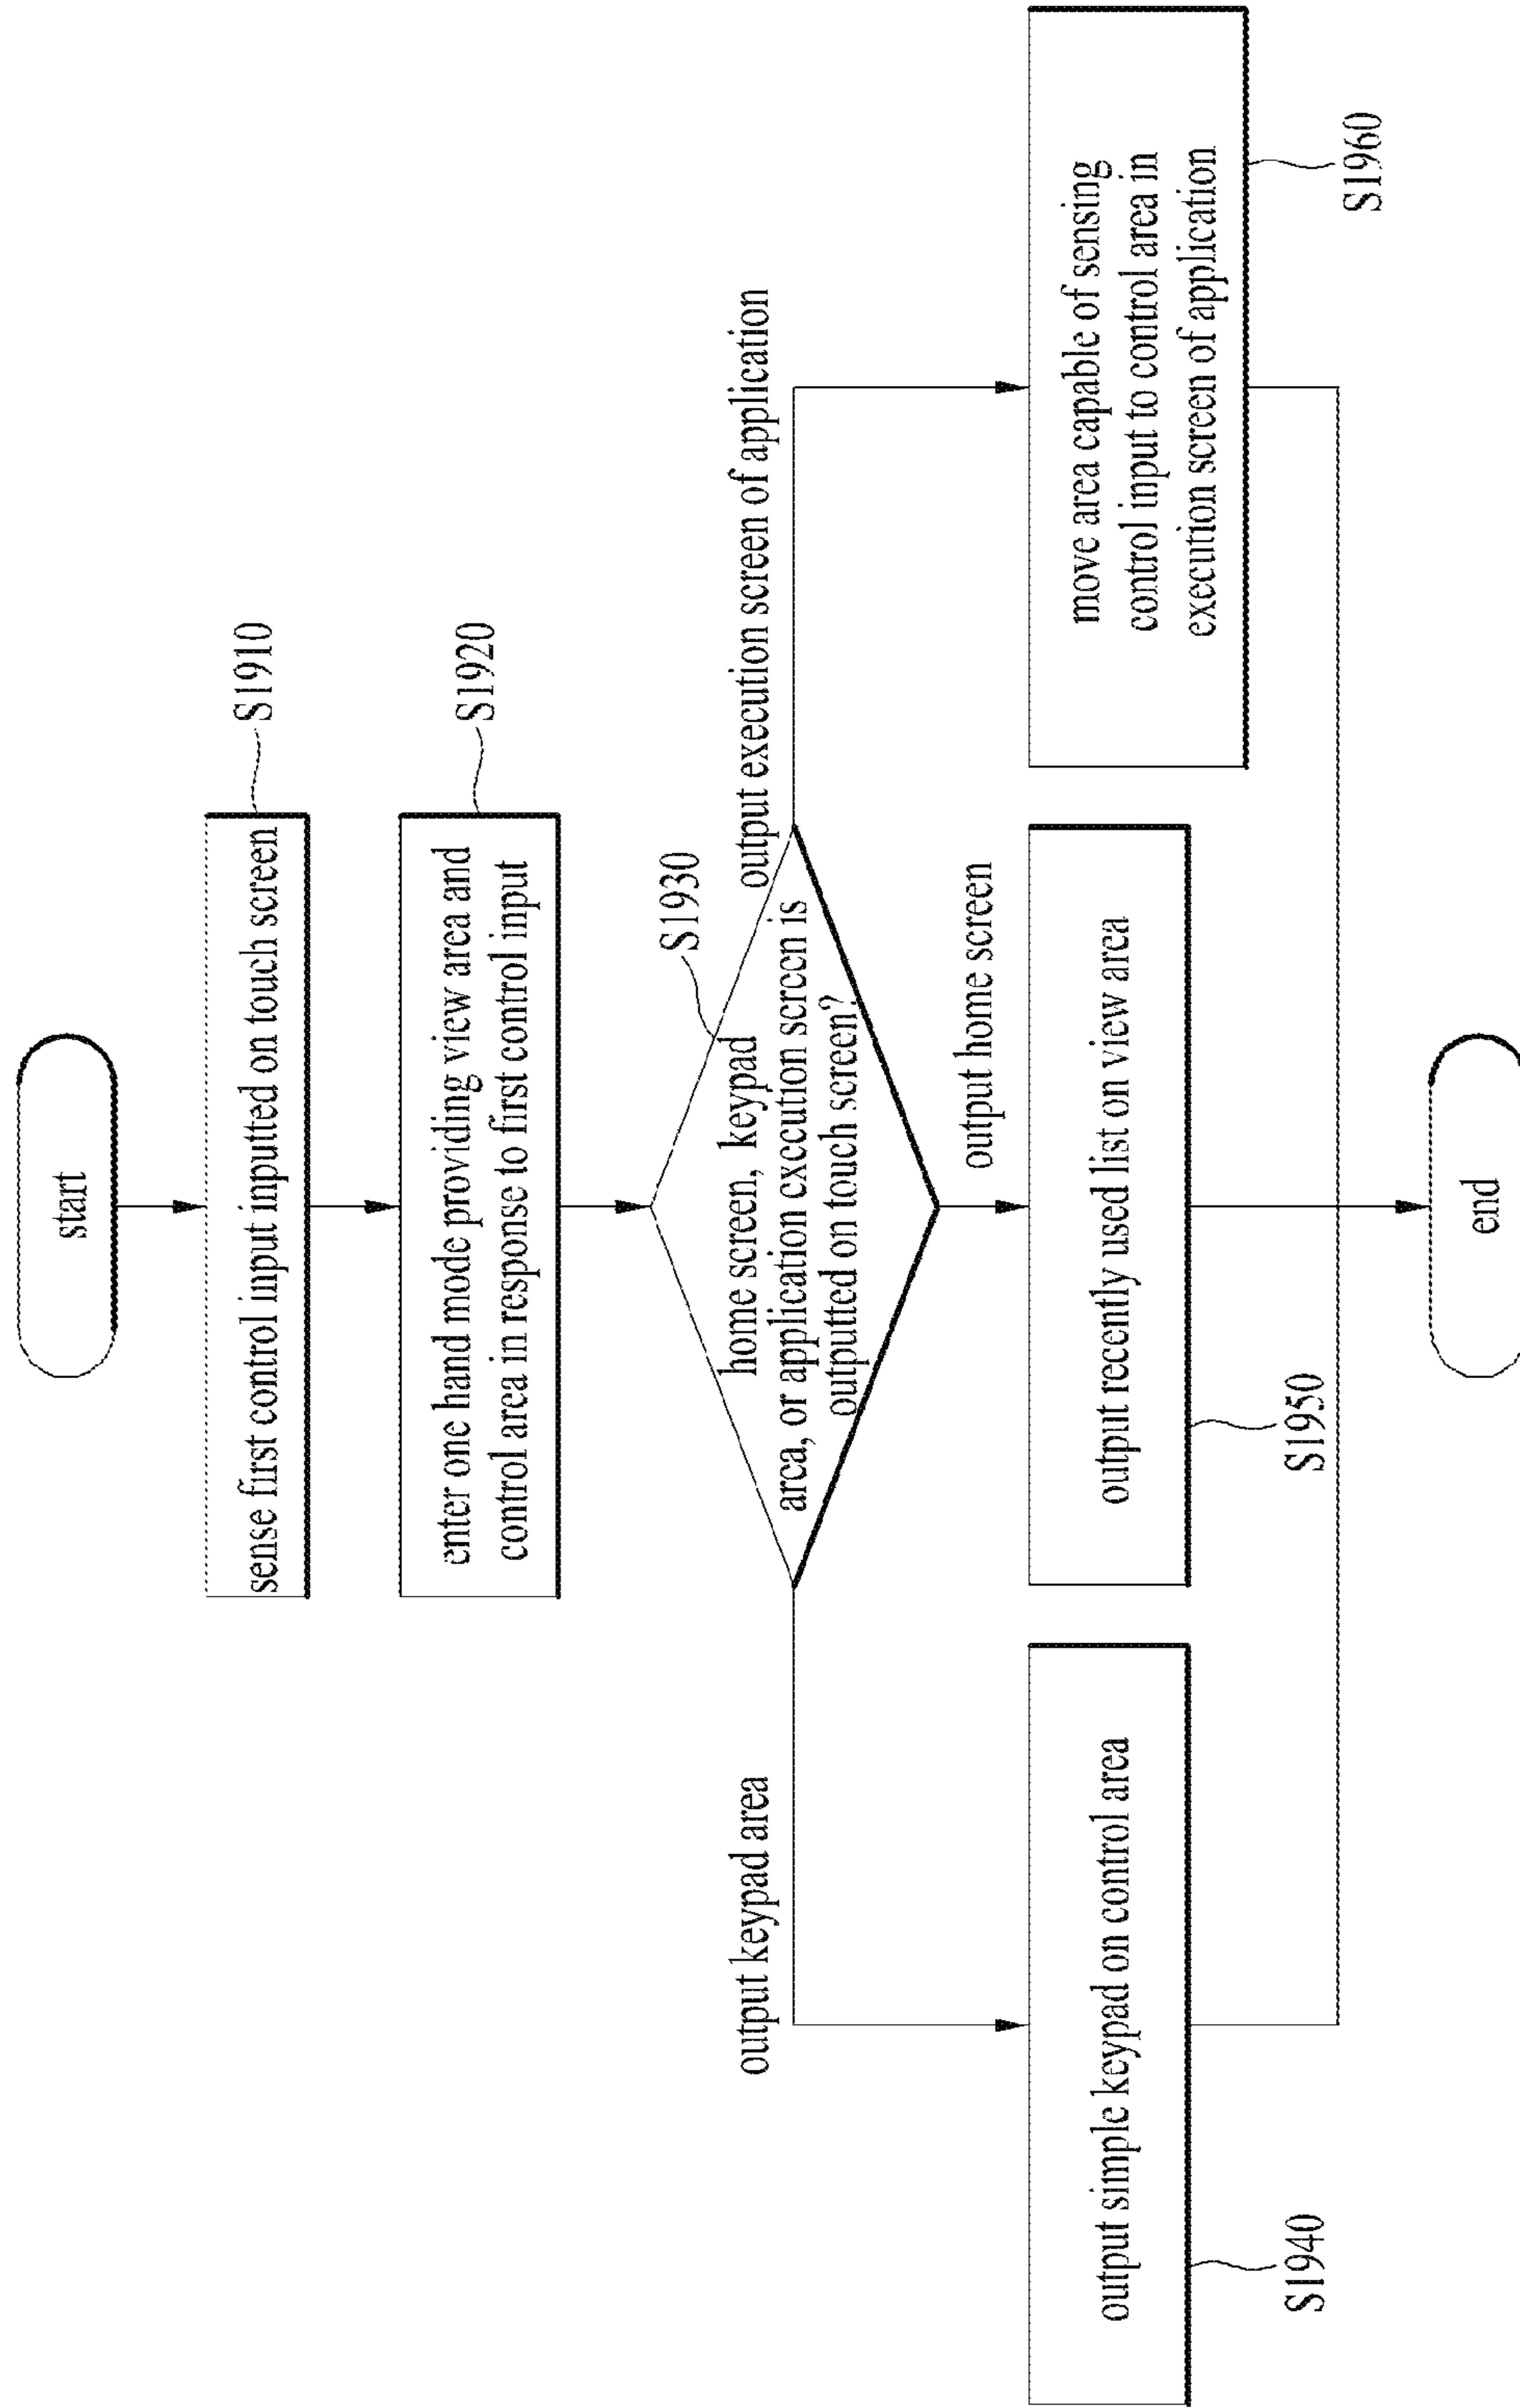 start
sense first control input inputted on touch screen
S1910
enter one hand mode providing view area and
control area in response to first control input
S1920
home screen, keypad
area, or application execution screen is
outputted on touch screen?
S1930
output keypad area
output home screen
output execution screen of application
output simple keypad on control area
S1940
output recently used list on view area
S1950
move area capable of sensing
control input to control area in
execution screen of application
S1960
end